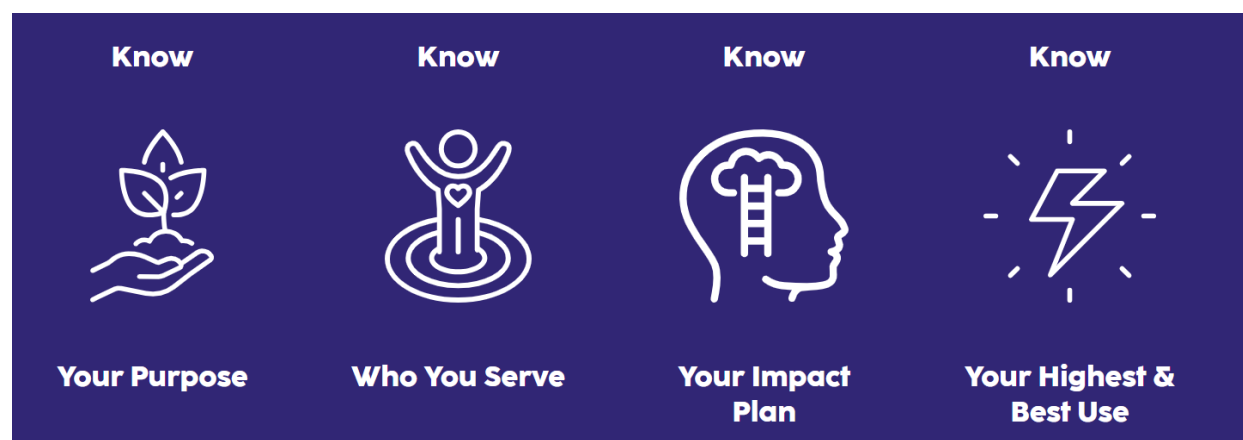 Know
Your Purpose
Know
Who You Serve
Know
Your Impact
Plan
Know
Your Highest &
Best Use